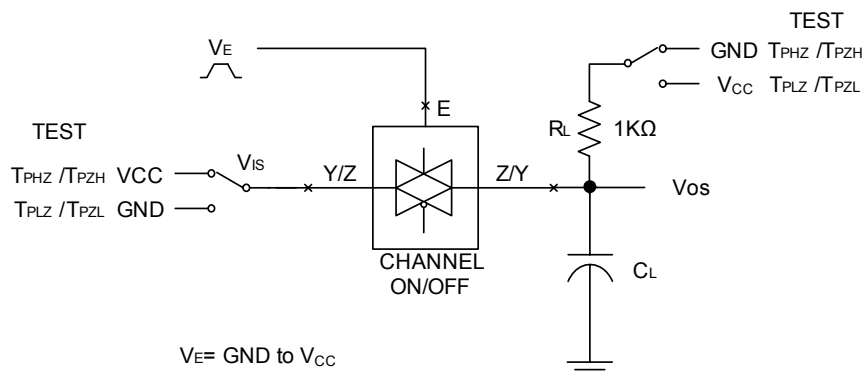 TEST
GND TPHZ /TPZH
VCC TPLZ /TPZL
VE
E
RL 1KΩ
TEST
TPHZ /TPZH VCC
VIS
Y/Z
Z/Y
Vos
TPLZ /TPZL GND
CHANNEL
ON/OFF
CL
VE= GND to VCC